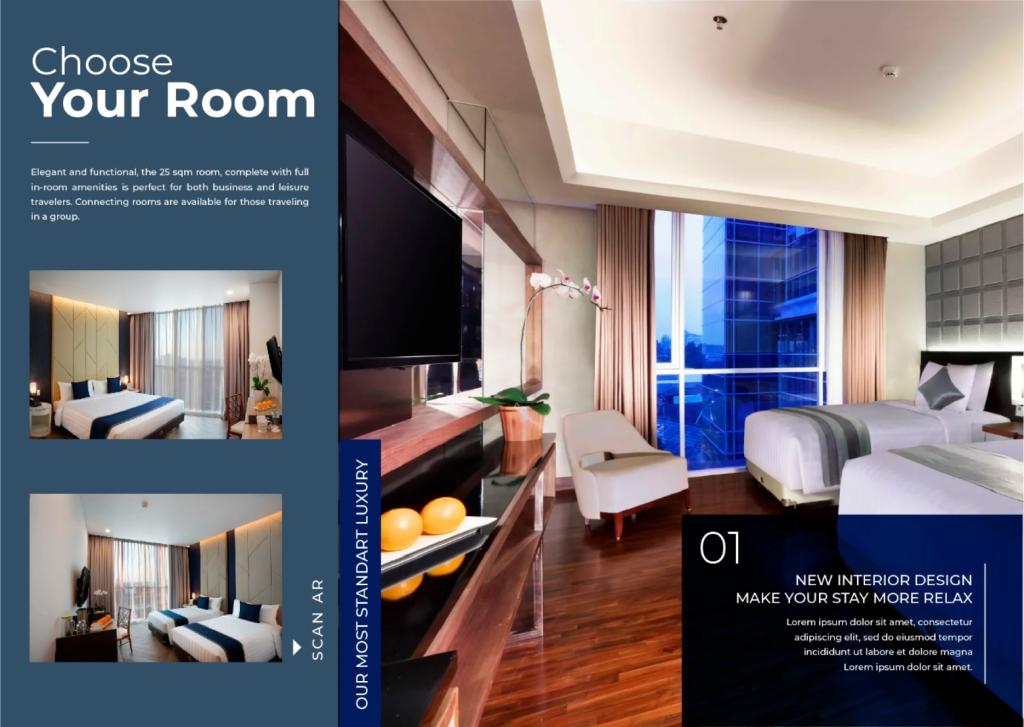 Choose
Your Room
Elegant and functional, the 25 sqm room, complete with full
in-room amenities is perfect for both business and leisure
travelers. Connecting rooms are available for those traveling
in a group.
SCAN AR
OUR MOST STANDART LUXURY
01
NEW INTERIOR DESIGN
MAKE YOUR STAY MORE RELAX
Lorem ipsum dolor sit amet, consectetur
adipiscing elit, sed do eiusmod tempor
incididunt ut labore et dolore magna
Lorem ipsum dolor sit amet.